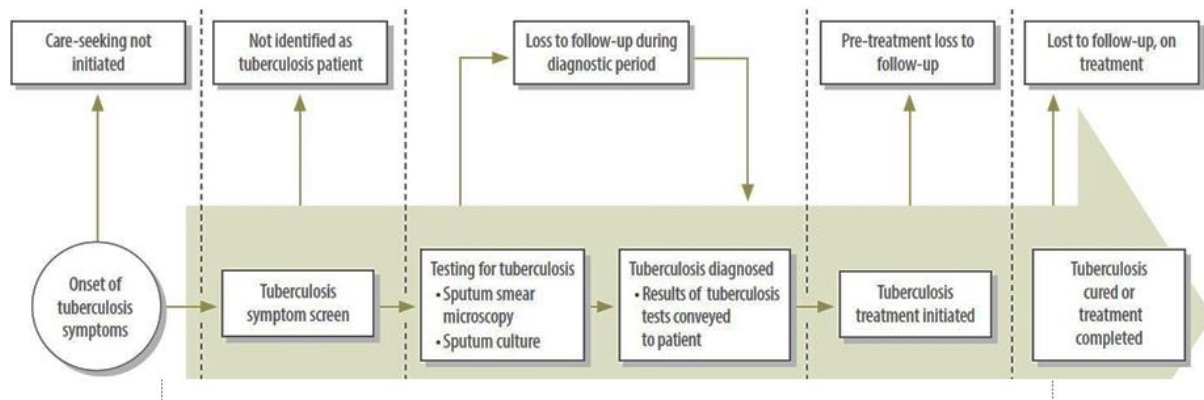 Care-seeking not
initiated
Not identified as
tuberculosis patient
Loss to follow-up during
diagnostic period
Pre-treatment loss to
follow-up
Lost to follow-up, on
treatment
Onset of
tuberculosis
symptoms
Tuberculosis
symptom screen
Testing for tuberculosis
• Sputum smear
microscopy
• Sputum culture
Tuberculosis diagnosed
• Results of tuberculosis
tests conveyed
to patient
Tuberculosis
treatment initiated
Tuberculosis
cured or
treatment
completed